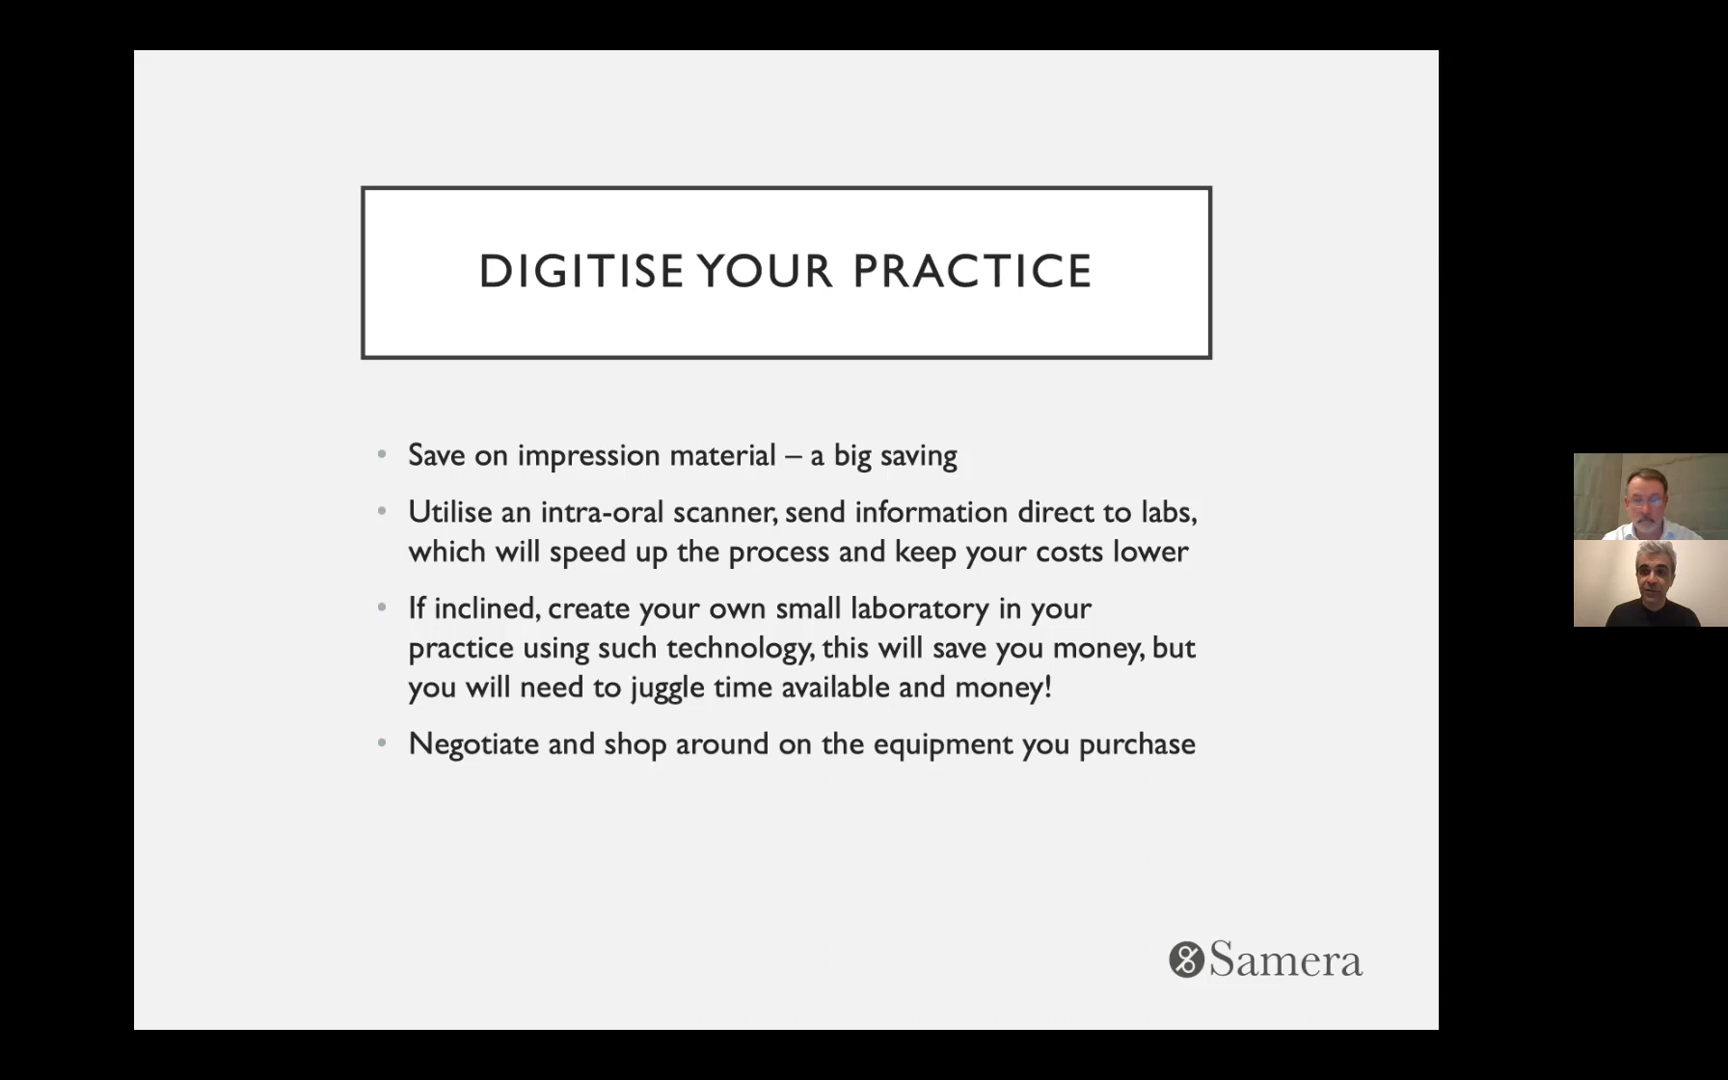 DIGITISE YOUR PRACTICE
• Save on impression material – a big saving
• Utilise an intra-oral scanner, send information direct to labs,
which will speed up the process and keep your costs lower
• If inclined, create your own small laboratory in your
practice using such technology, this will save you money, but
you will need to juggle time available and money!
• Negotiate and shop around on the equipment you purchase
Samera